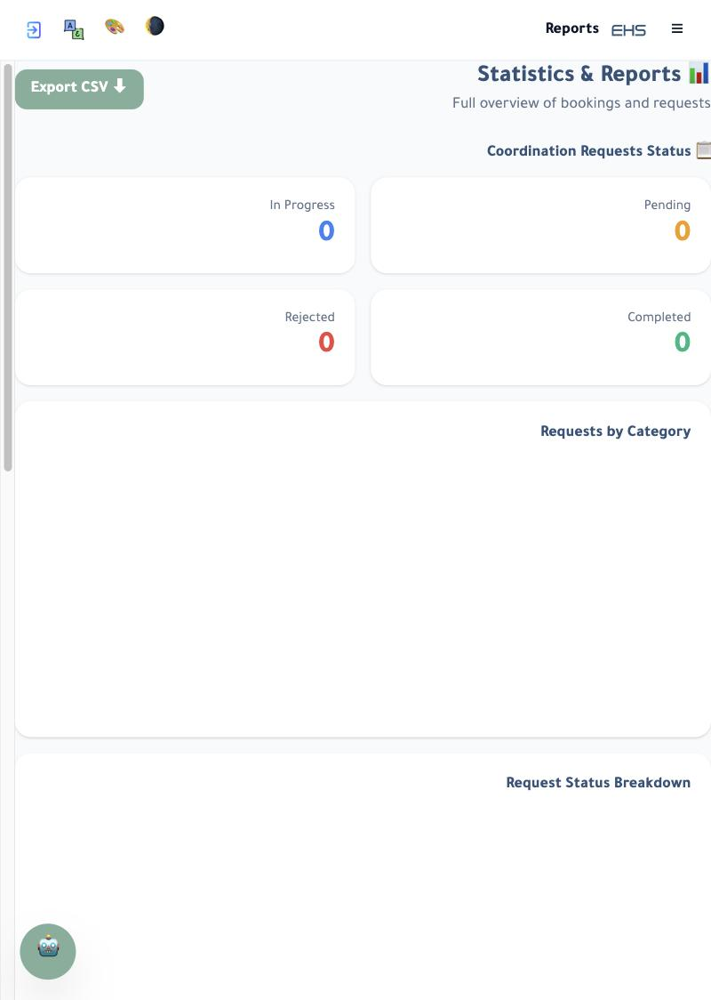 Reports EHS
Statistics & Reports
Export CSV
Full overview of bookings and requests
Coordination Requests Status
Pending
0
In Progress
0
Completed
0
Rejected
0
Requests by Category
Request Status Breakdown